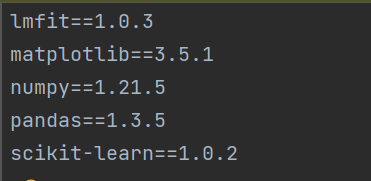 lmfit==1.0.3
matplotlib==3.5.1
numpy==1.21.5
pandas==1.3.5
scikit-learn==1.0.2